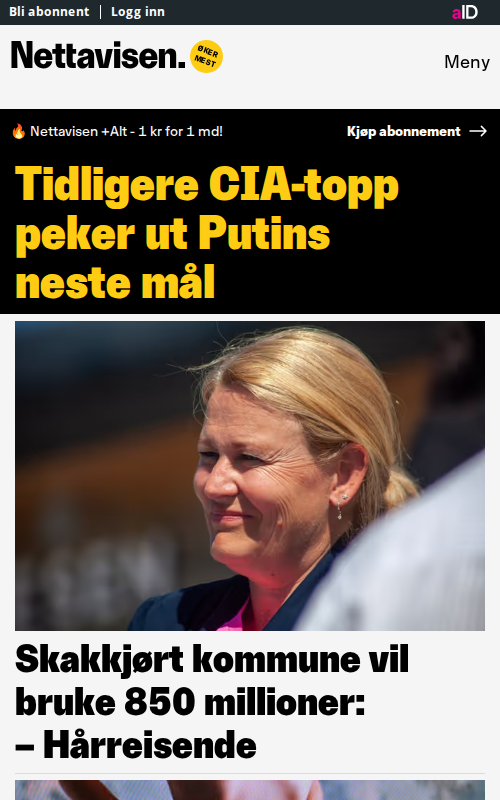 Bli abonnent | Logg inn
aID
Nettavisen.
ØKER
MEST
Meny
🔥 Nettavisen +Alt - 1 kr for 1 md!
Kjøp abonnement →
Tidligere CIA-topp
peker ut Putins
neste mål
Skakkjørt kommune vil
bruke 850 millioner:
– Hårreisende